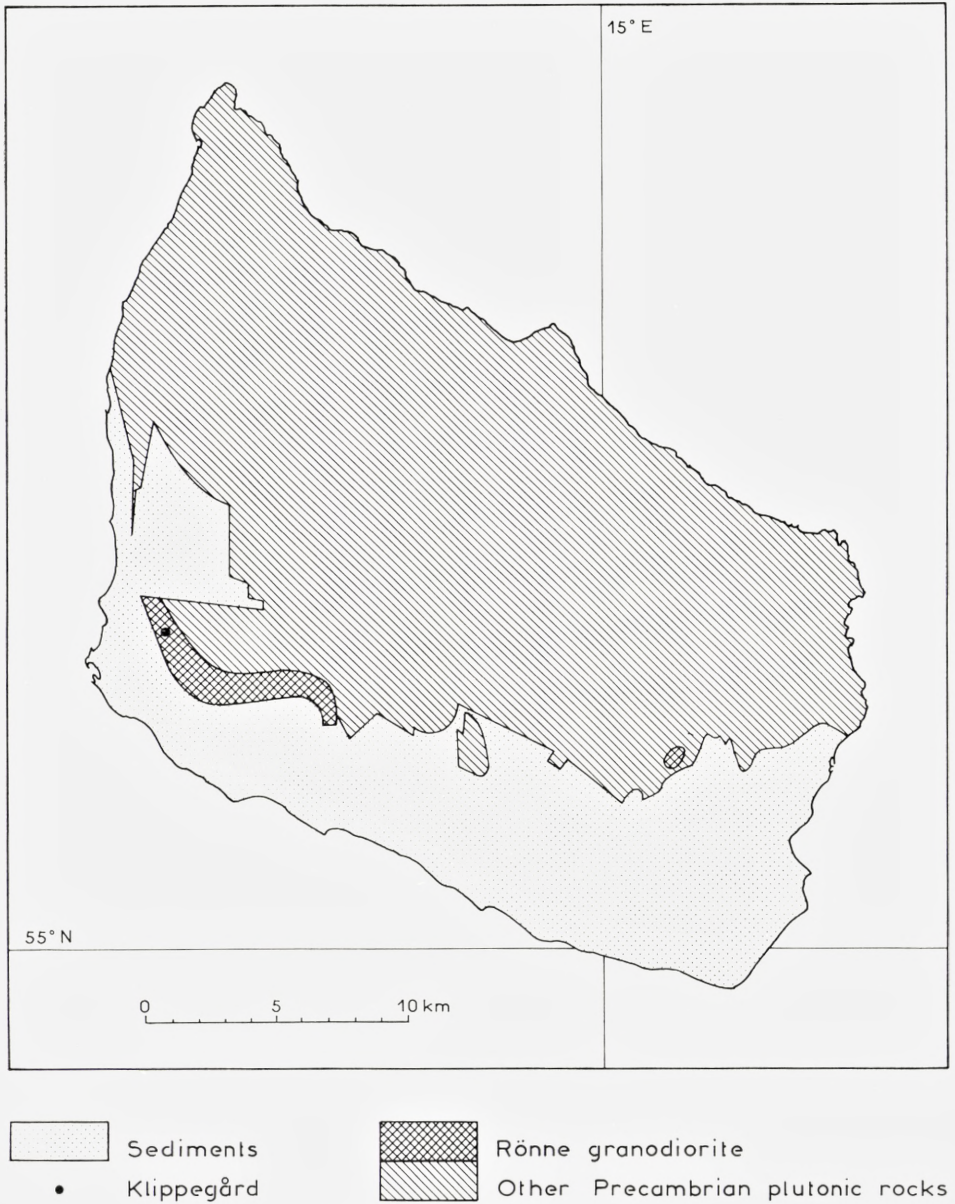 15° E
55° N
0 5 10 km
Sediments
Klippegård
Rönne granodiorite
Other Precambrian plutonic rocks